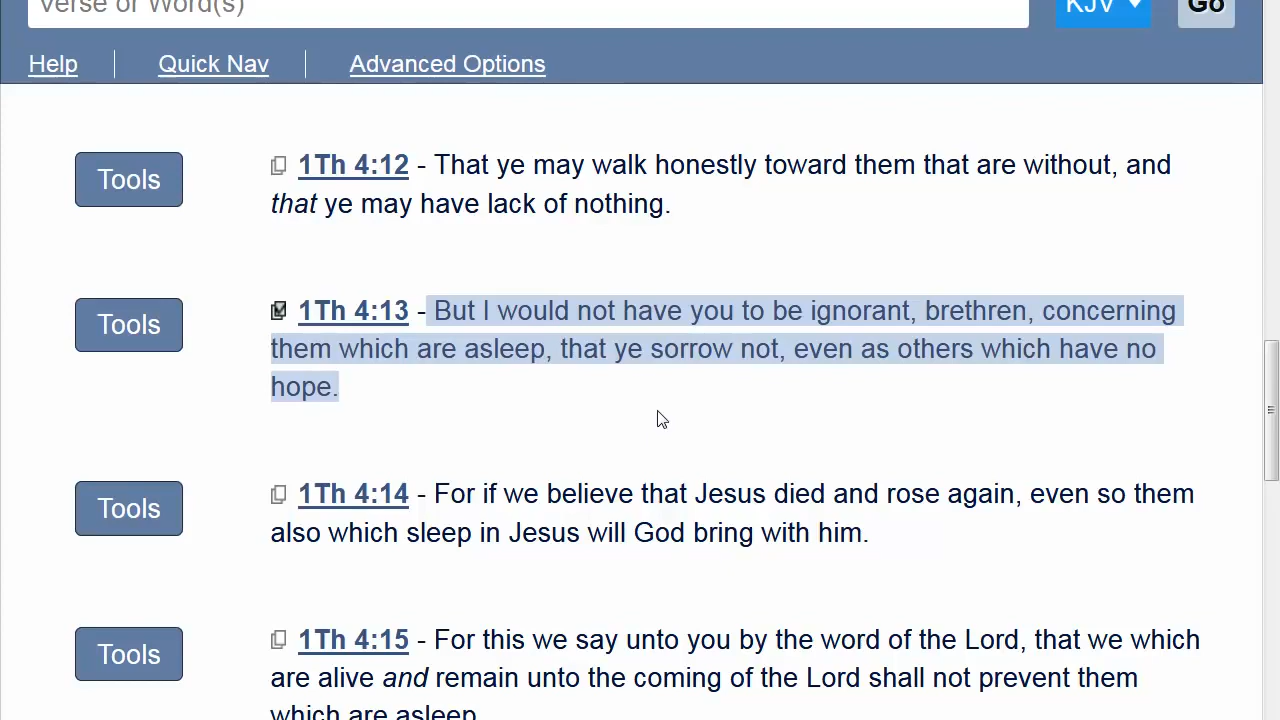 Verse or Word(s)
KJV
Go
Help
Quick Nav
Advanced Options
Tools
1Th 4:12 - That ye may walk honestly toward them that are without, and
that ye may have lack of nothing.
Tools
1Th 4:13 - But I would not have you to be ignorant, brethren, concerning
them which are asleep, that ye sorrow not, even as others which have no
hope.
Tools
1Th 4:14 - For if we believe that Jesus died and rose again, even so them
also which sleep in Jesus will God bring with him.
Tools
1Th 4:15 - For this we say unto you by the word of the Lord, that we which
are alive and remain unto the coming of the Lord shall not prevent them
which are asleep.